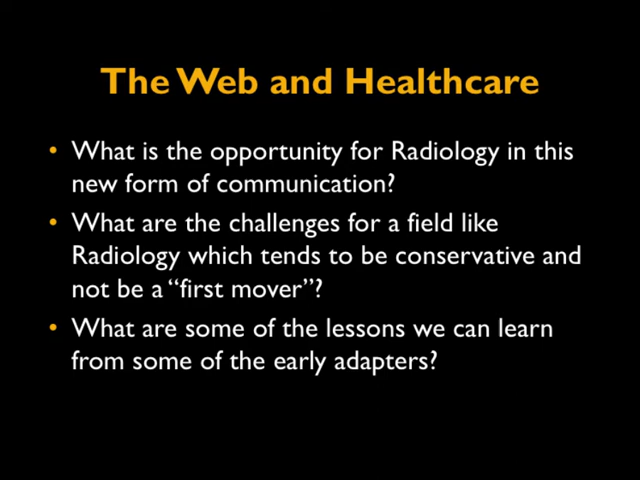 The Web and Healthcare
• What is the opportunity for Radiology in this
new form of communication?
• What are the challenges for a field like
Radiology which tends to be conservative and
not be a “first mover”?
• What are some of the lessons we can learn
from some of the early adapters?